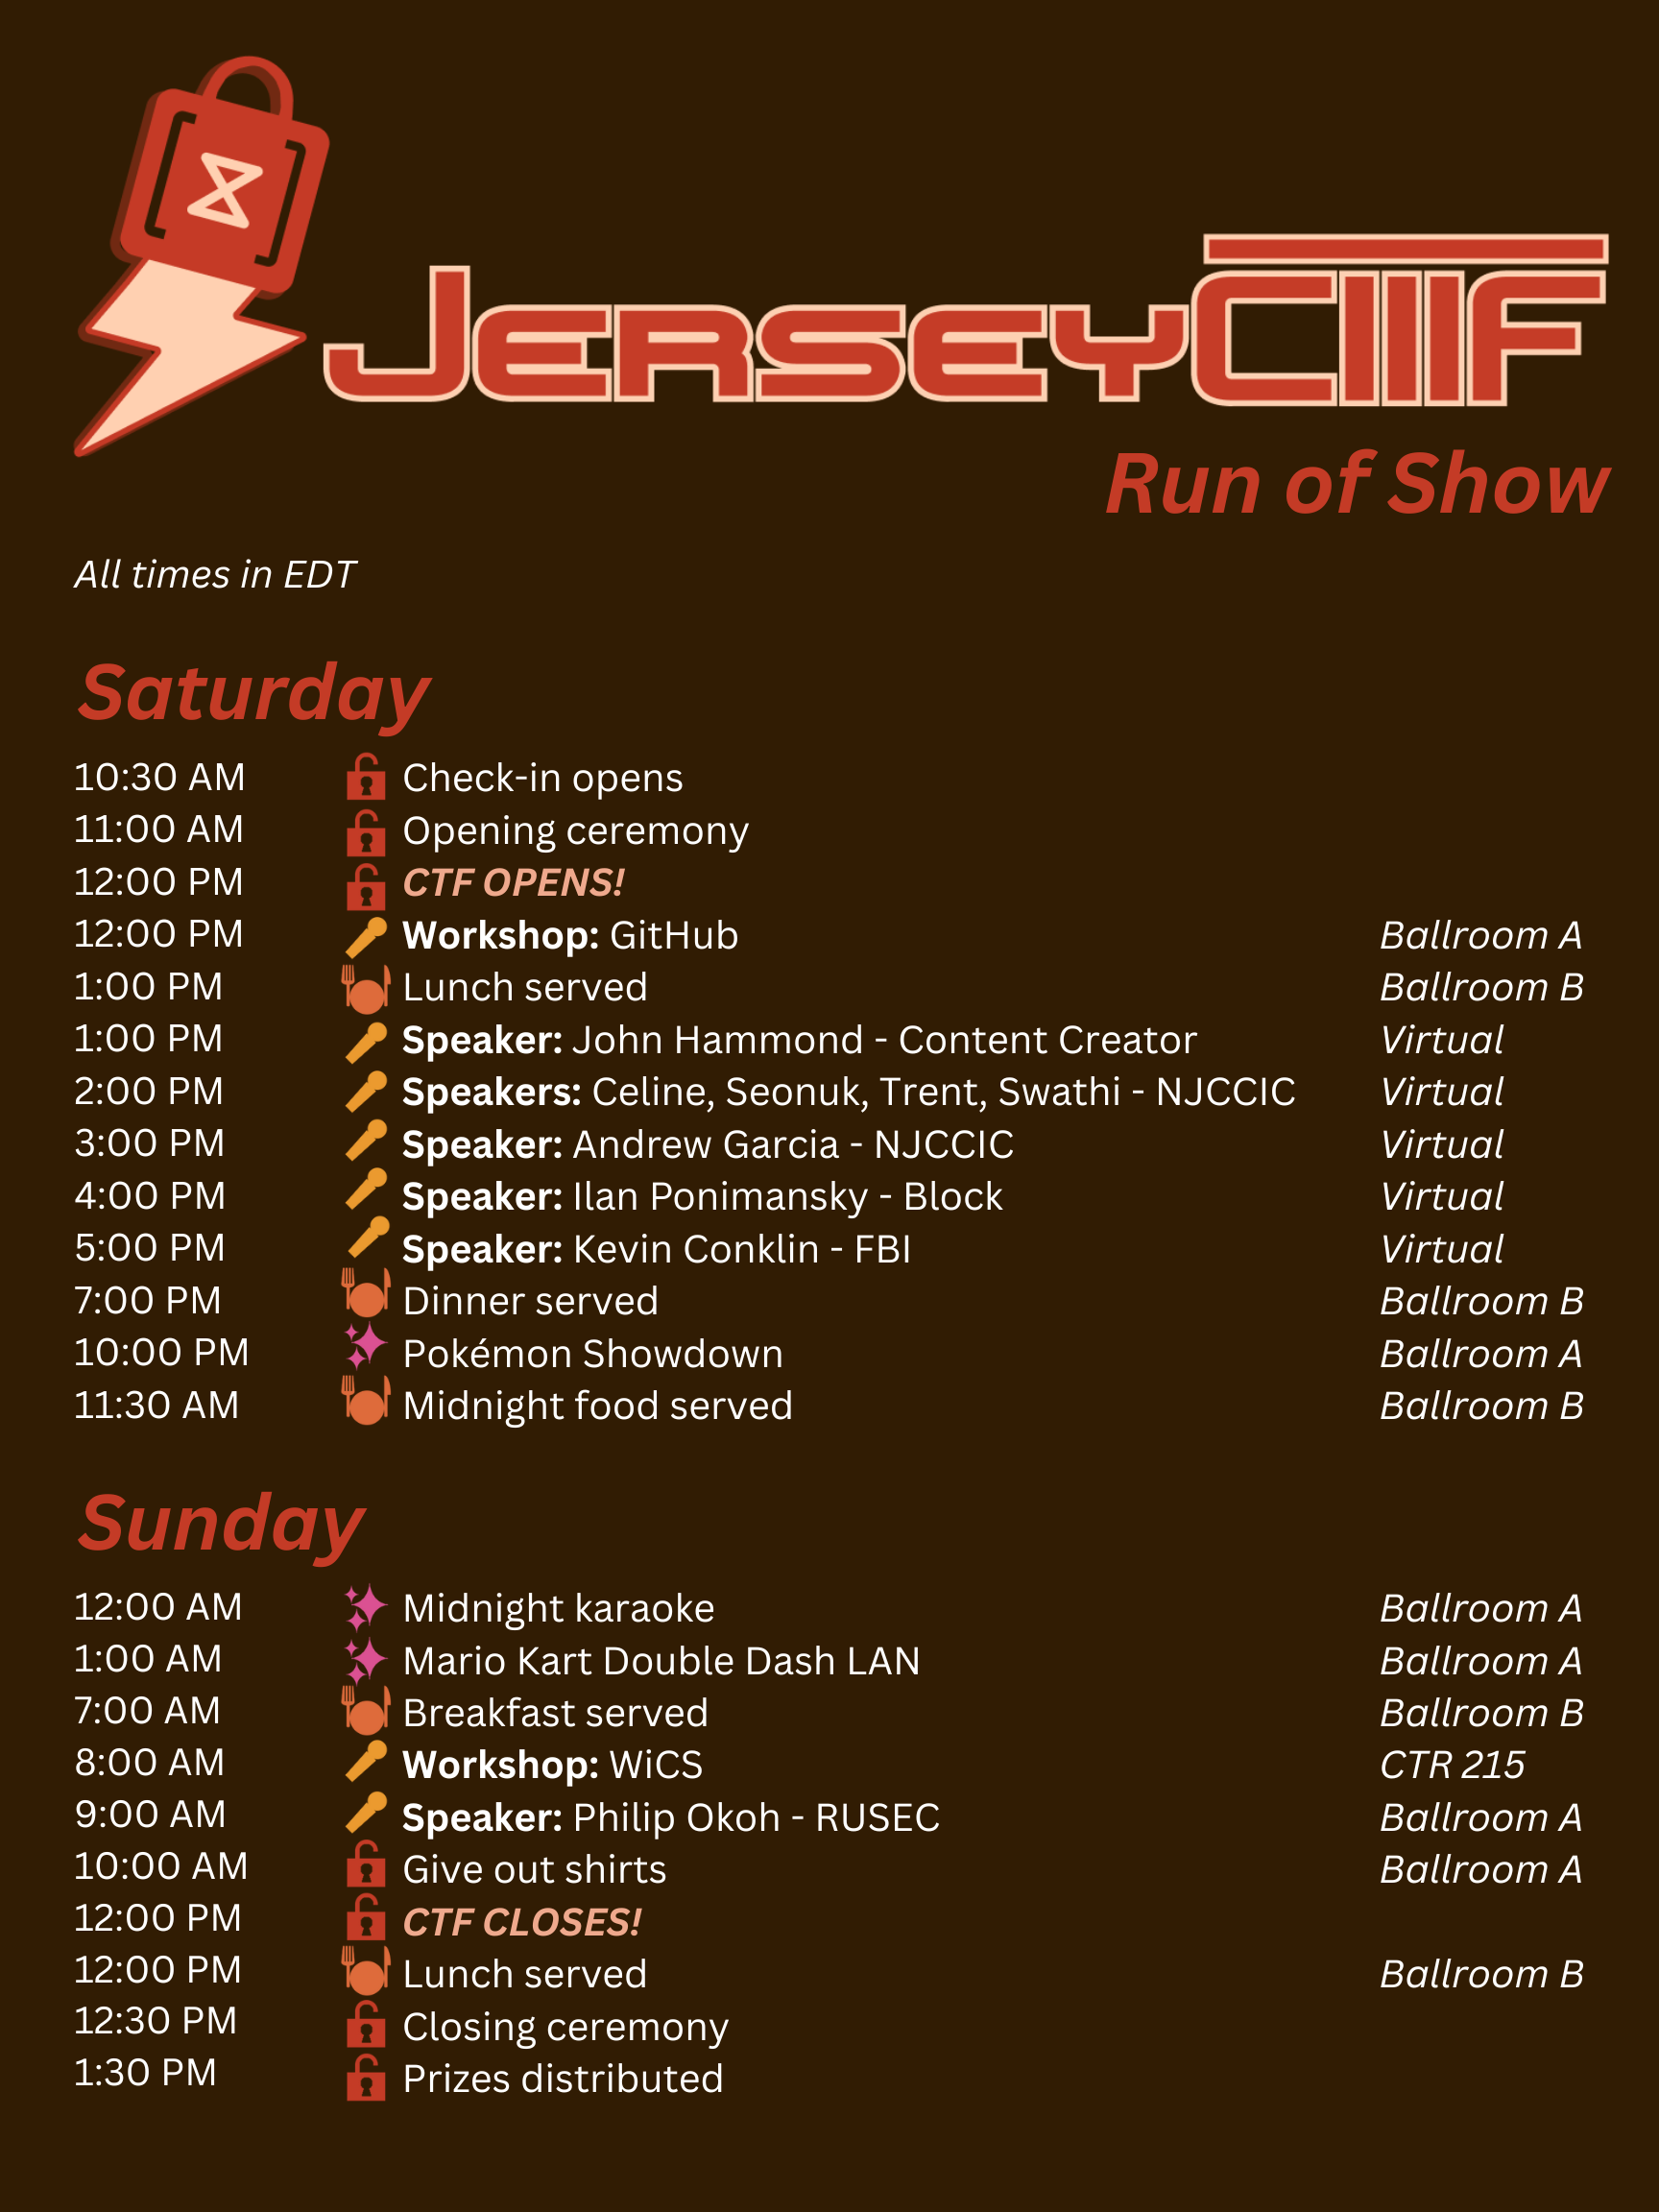 JerseyCIIIF
Run of Show
All times in EDT
Saturday
10:30 AM Check-in opens
11:00 AM Opening ceremony
12:00 PM CTF OPENS!
12:00 PM Workshop: GitHub Ballroom A
1:00 PM Lunch served Ballroom B
1:00 PM Speaker: John Hammond - Content Creator Virtual
2:00 PM Speakers: Celine, Seonuk, Trent, Swathi - NJCCIC Virtual
3:00 PM Speaker: Andrew Garcia - NJCCIC Virtual
4:00 PM Speaker: Ilan Ponimansky - Block Virtual
5:00 PM Speaker: Kevin Conklin - FBI Virtual
7:00 PM Dinner served Ballroom B
10:00 PM Pokémon Showdown Ballroom A
11:30 AM Midnight food served Ballroom B
Sunday
12:00 AM Midnight karaoke Ballroom A
1:00 AM Mario Kart Double Dash LAN Ballroom A
7:00 AM Breakfast served Ballroom B
8:00 AM Workshop: WiCS CTR 215
9:00 AM Speaker: Philip Okoh - RUSEC Ballroom A
10:00 AM Give out shirts Ballroom A
12:00 PM CTF CLOSES!
12:00 PM Lunch served Ballroom B
12:30 PM Closing ceremony
1:30 PM Prizes distributed